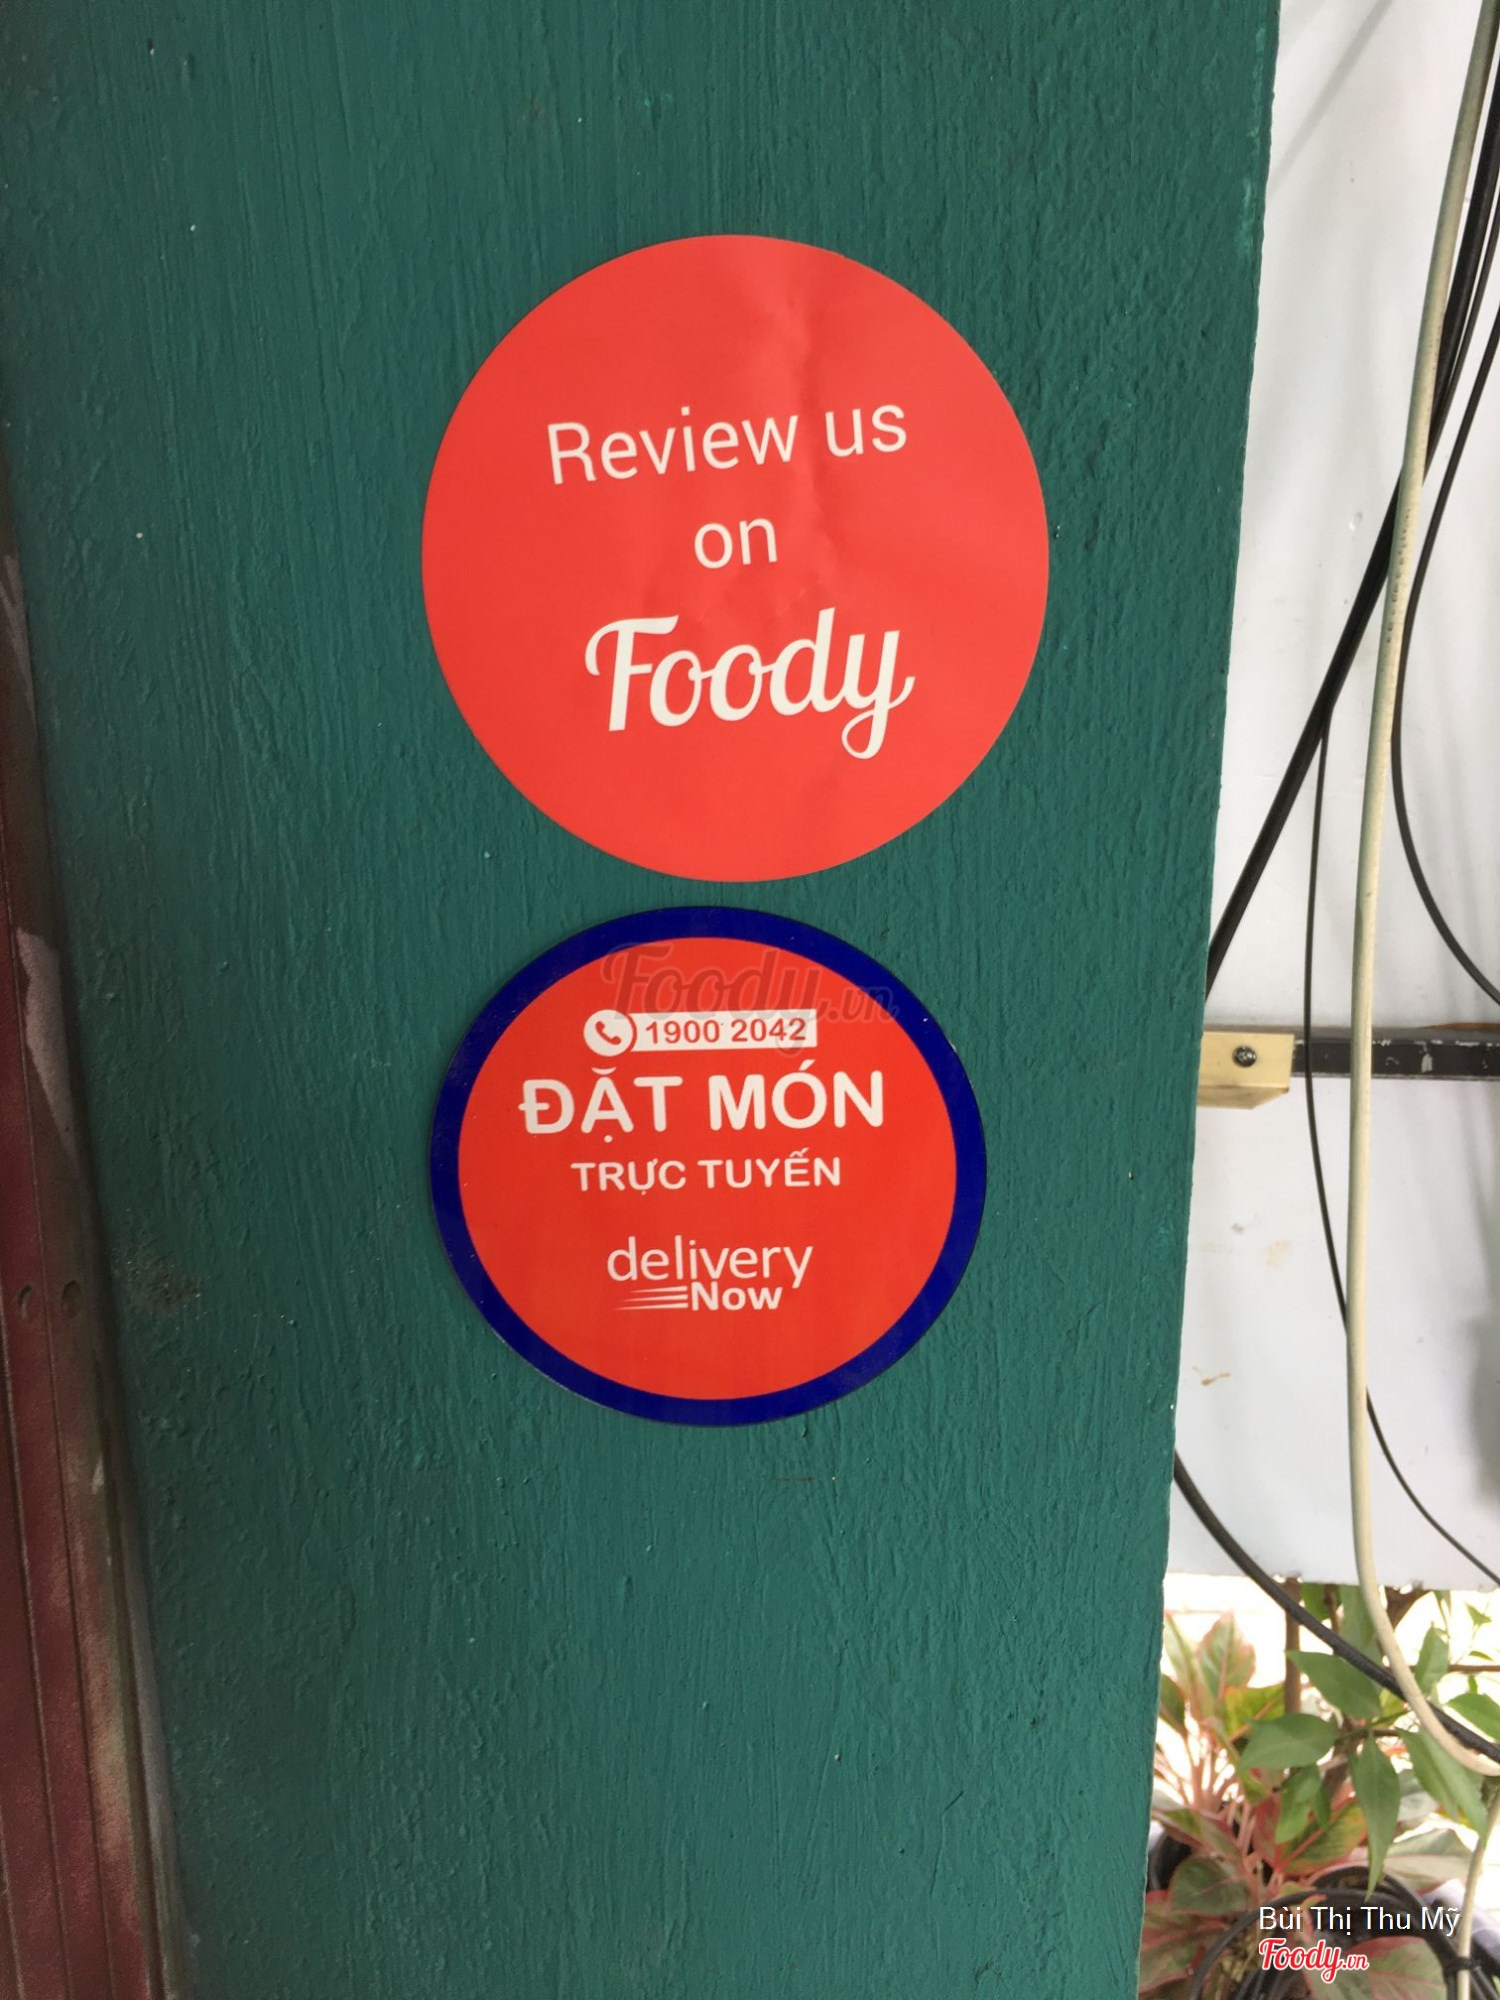 Review us
on
Foody
Foody.vn
1900 2042
ĐẶT MÓN
TRỰC TUYẾN
delivery
Now
Bùi Thị Thu Mỹ
Foody.vn